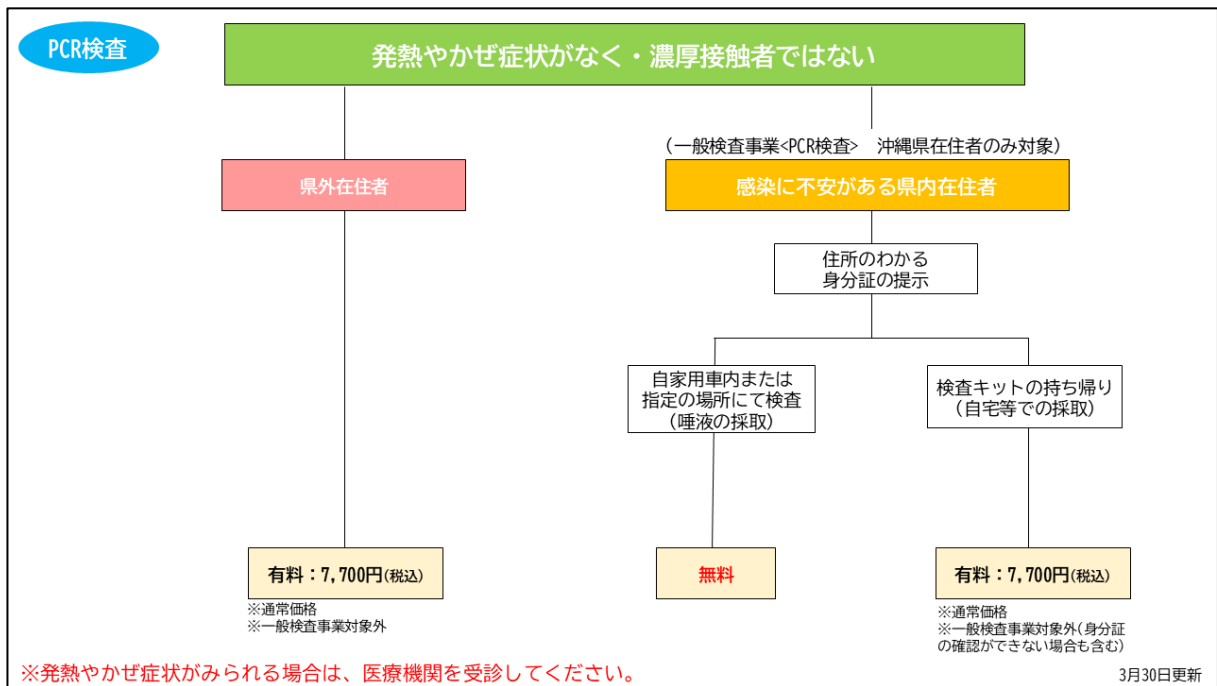 PCR検査
発熱やかぜ症状がなく・濃厚接触者ではない
(一般検査事業<PCR検査>　沖縄県在住者のみ対象)
県外在住者
感染に不安がある県内在住者
住所のわかる
身分証の提示
自家用車内または
指定の場所にて検査
(唾液の採取)
検査キットの持ち帰り
(自宅等での採取)
有料：7,700円(税込)
※通常価格
※一般検査事業対象外
無料
有料：7,700円(税込)
※通常価格
※一般検査事業対象外(身分証
の確認ができない場合も含む)
※発熱やかぜ症状がみられる場合は、医療機関を受診してください。
3月30日更新